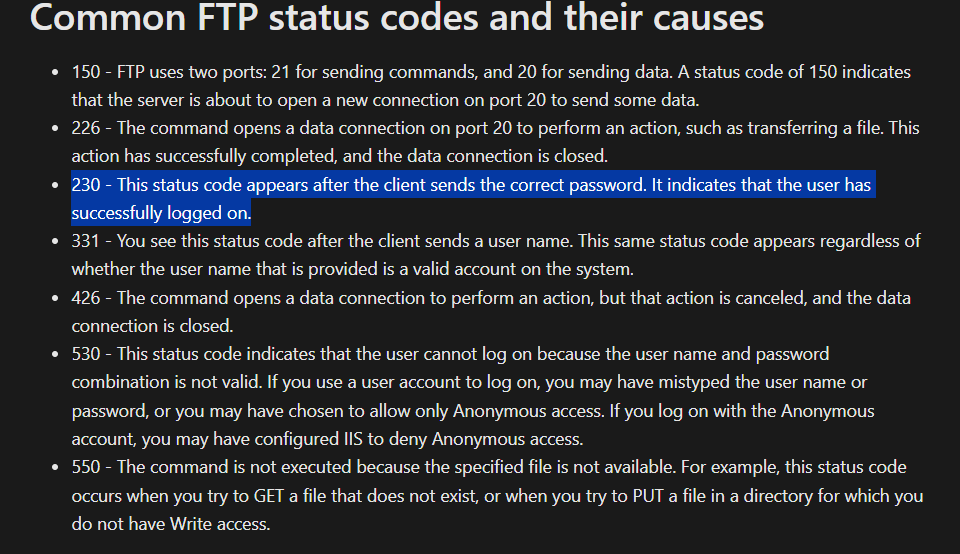 Common FTP status codes and their causes
• 150 - FTP uses two ports: 21 for sending commands, and 20 for sending data. A status code of 150 indicates
that the server is about to open a new connection on port 20 to send some data.
• 226 - The command opens a data connection on port 20 to perform an action, such as transferring a file. This
action has successfully completed, and the data connection is closed.
• 230 - This status code appears after the client sends the correct password. It indicates that the user has
successfully logged on.
• 331 - You see this status code after the client sends a user name. This same status code appears regardless of
whether the user name that is provided is a valid account on the system.
• 426 - The command opens a data connection to perform an action, but that action is canceled, and the data
connection is closed.
• 530 - This status code indicates that the user cannot log on because the user name and password
combination is not valid. If you use a user account to log on, you may have mistyped the user name or
password, or you may have chosen to allow only Anonymous access. If you log on with the Anonymous
account, you may have configured IIS to deny Anonymous access.
• 550 - The command is not executed because the specified file is not available. For example, this status code
occurs when you try to GET a file that does not exist, or when you try to PUT a file in a directory for which you
do not have Write access.